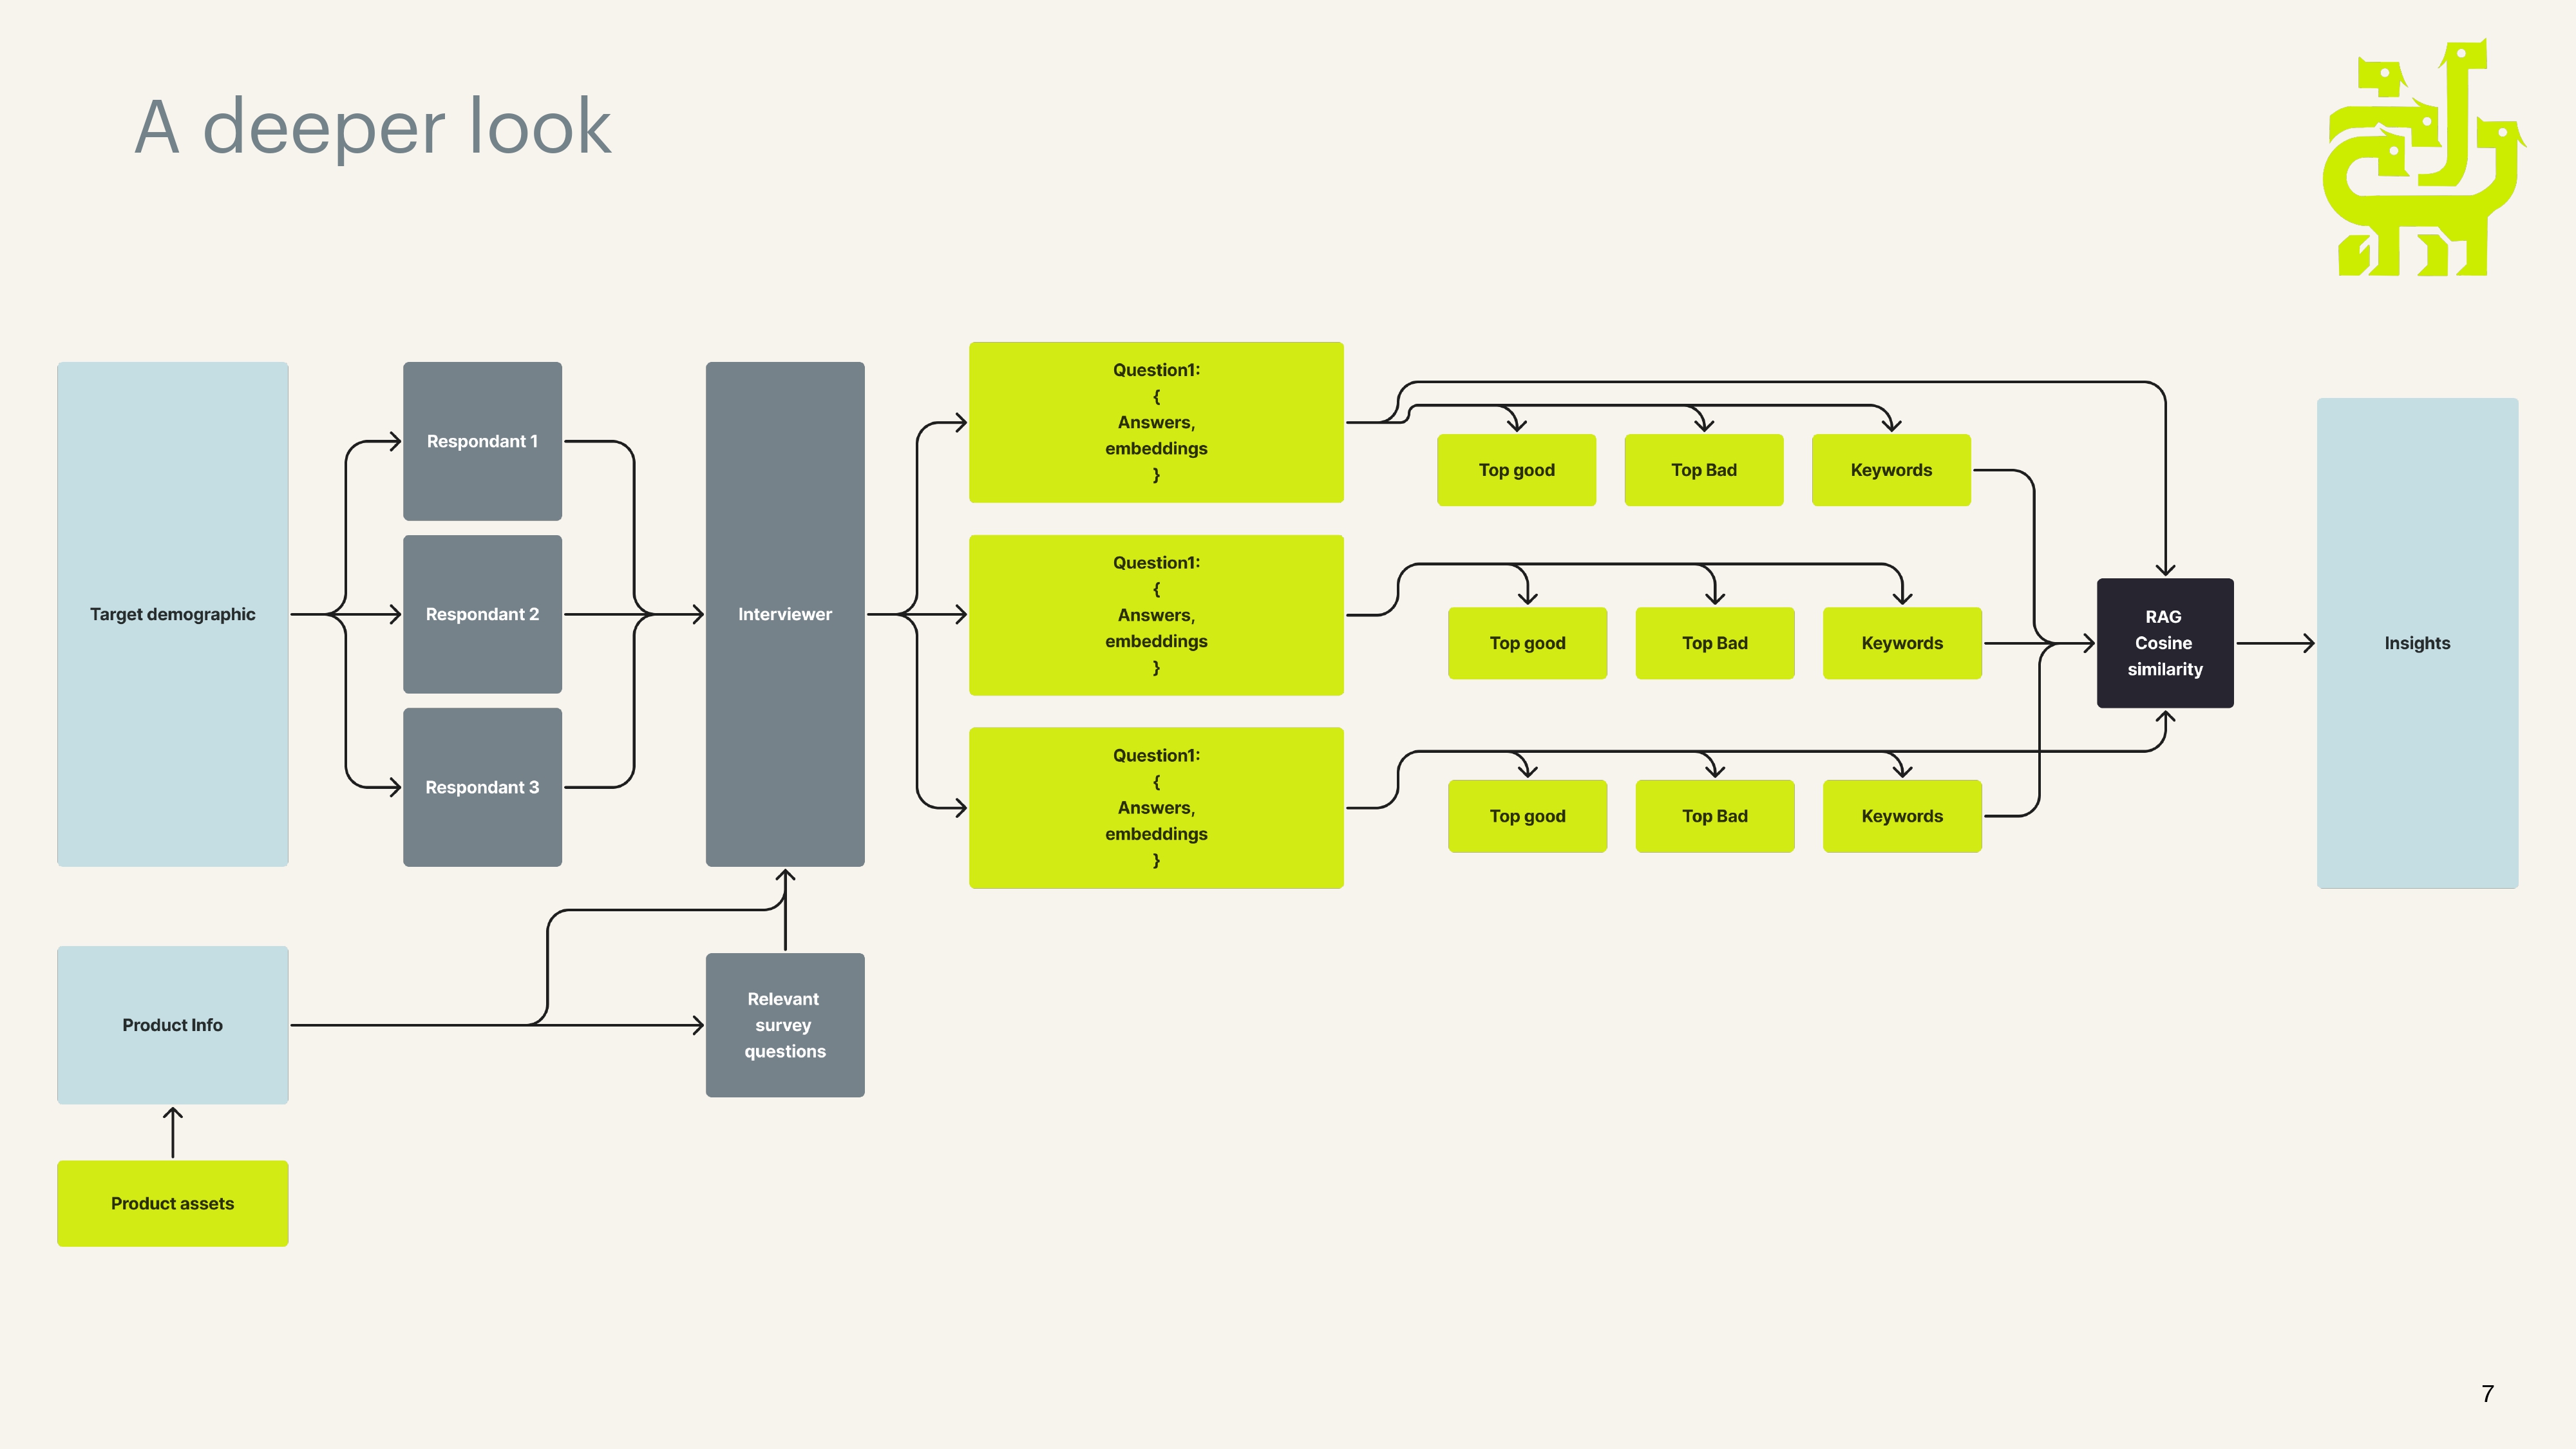 A deeper look
Target demographic
Respondant 1
Respondant 2
Respondant 3
Interviewer
Question1:
{
Answers,
embeddings
}
Top good
Top Bad
Keywords
Question1:
{
Answers,
embeddings
}
Top good
Top Bad
Keywords
Question1:
{
Answers,
embeddings
}
Top good
Top Bad
Keywords
RAG
Cosine
similarity
Insights
Product Info
Relevant
survey
questions
Product assets
7